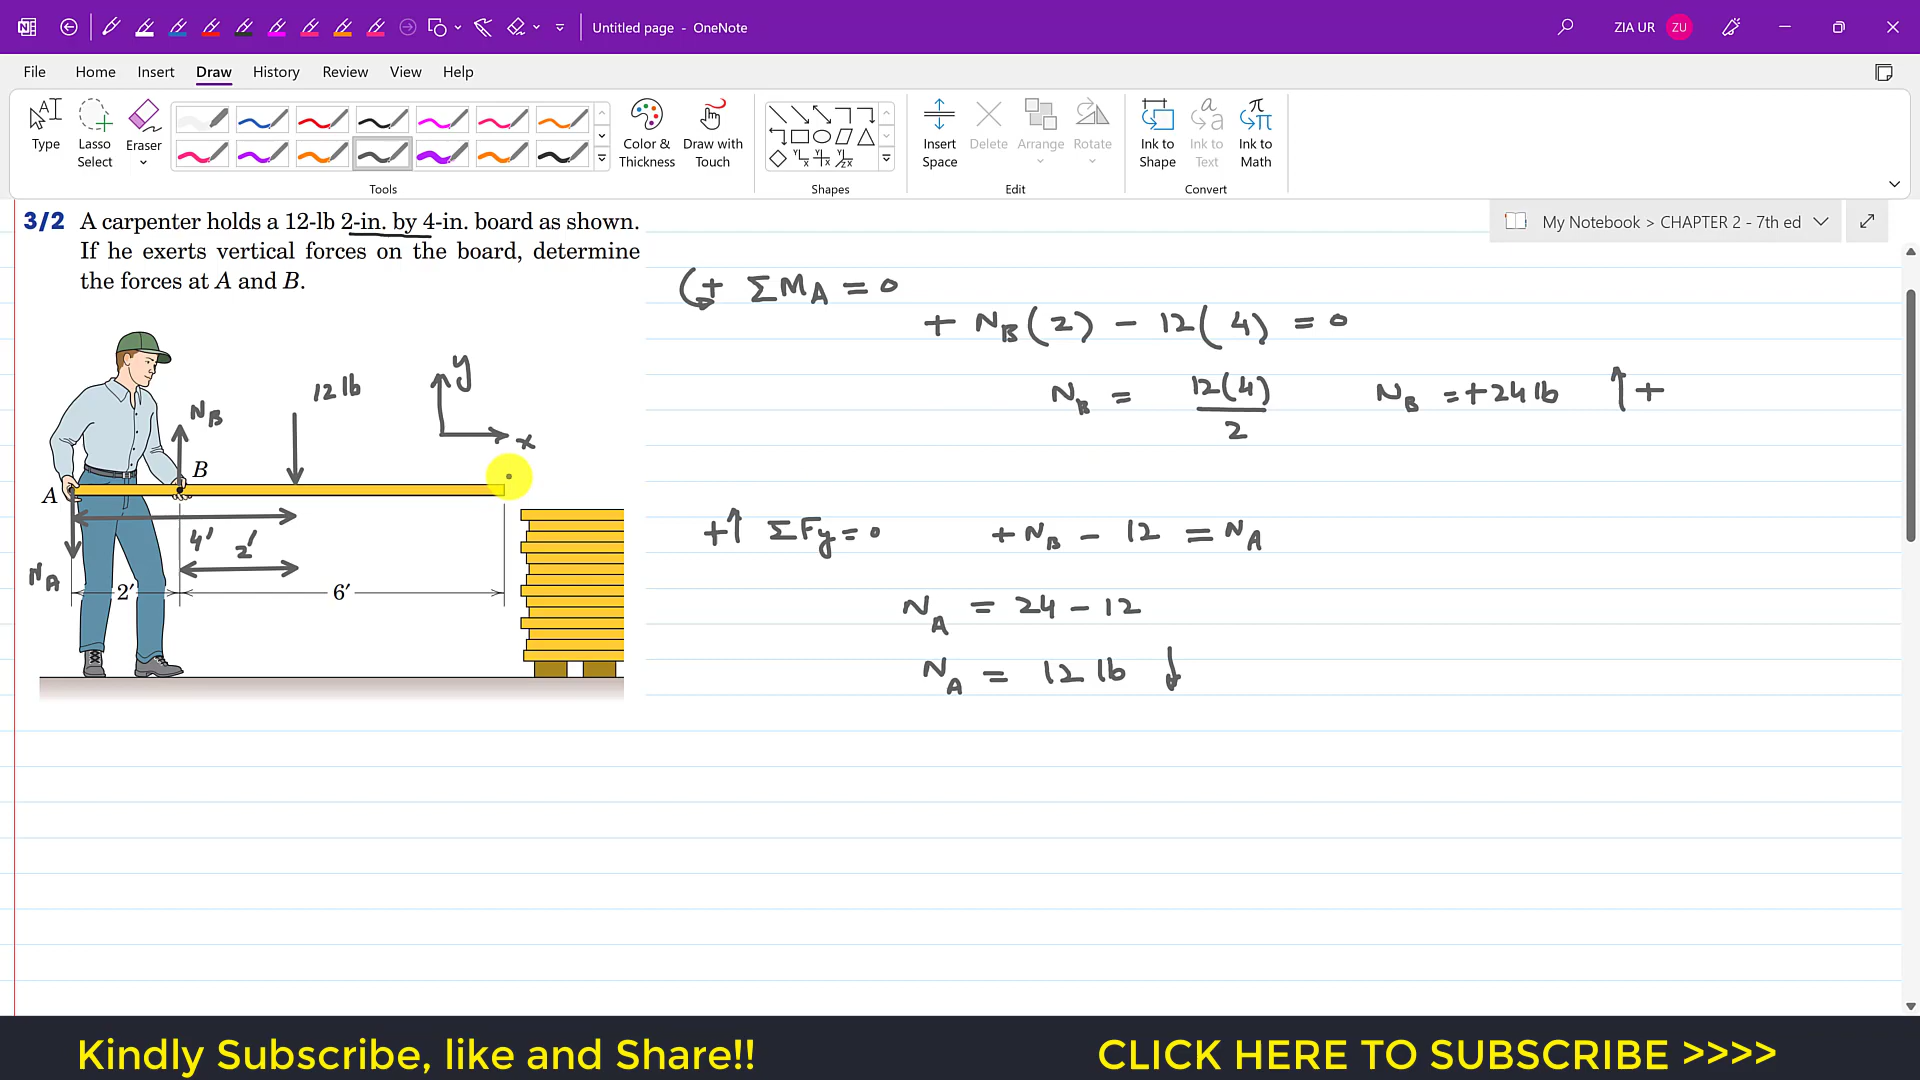 Untitled page - OneNote
ZIA UR ZU
File Home Insert Draw History Review View Help
Type
Lasso Select
Eraser
Color & Thickness
Draw with Touch
Insert Space
Delete
Arrange
Rotate
Ink to Shape
Ink to Text
Ink to Math
Tools Shapes Edit Convert
My Notebook > CHAPTER 2 - 7th ed
3/2 A carpenter holds a 12-lb 2-in. by 4-in. board as shown.
If he exerts vertical forces on the board, determine
the forces at A and B.
(+ ΣM_A = 0
+ N_B(2) - 12(4) = 0
N_B = 12(4)/2 N_B = +24 lb ↑+
+↑ ΣFy = 0 + N_B - 12 = N_A
N_A = 24 - 12
N_A = 12 lb ↓
12 lb
y
x
N_B
B
A
4'
2'
N_A
2' 6'
Kindly Subscribe, like and Share!!
CLICK HERE TO SUBSCRIBE >>>>